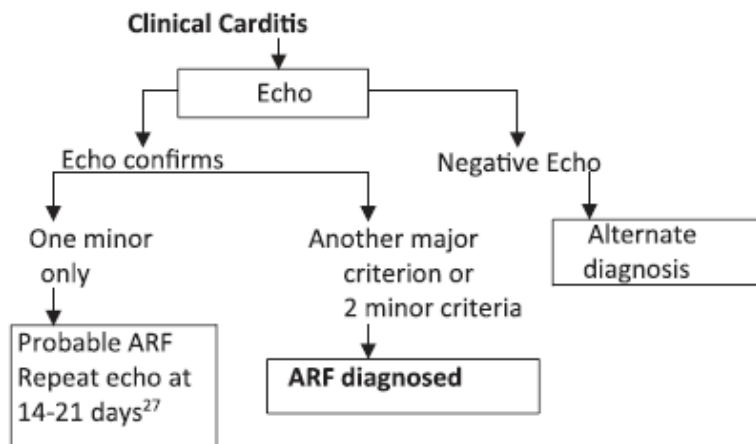 Clinical Carditis
Echo
Echo confirms
Negative Echo
One minor
only
Another major
criterion or
2 minor criteria
Alternate
diagnosis
Probable ARF
Repeat echo at
14-21 days²⁷
ARF diagnosed